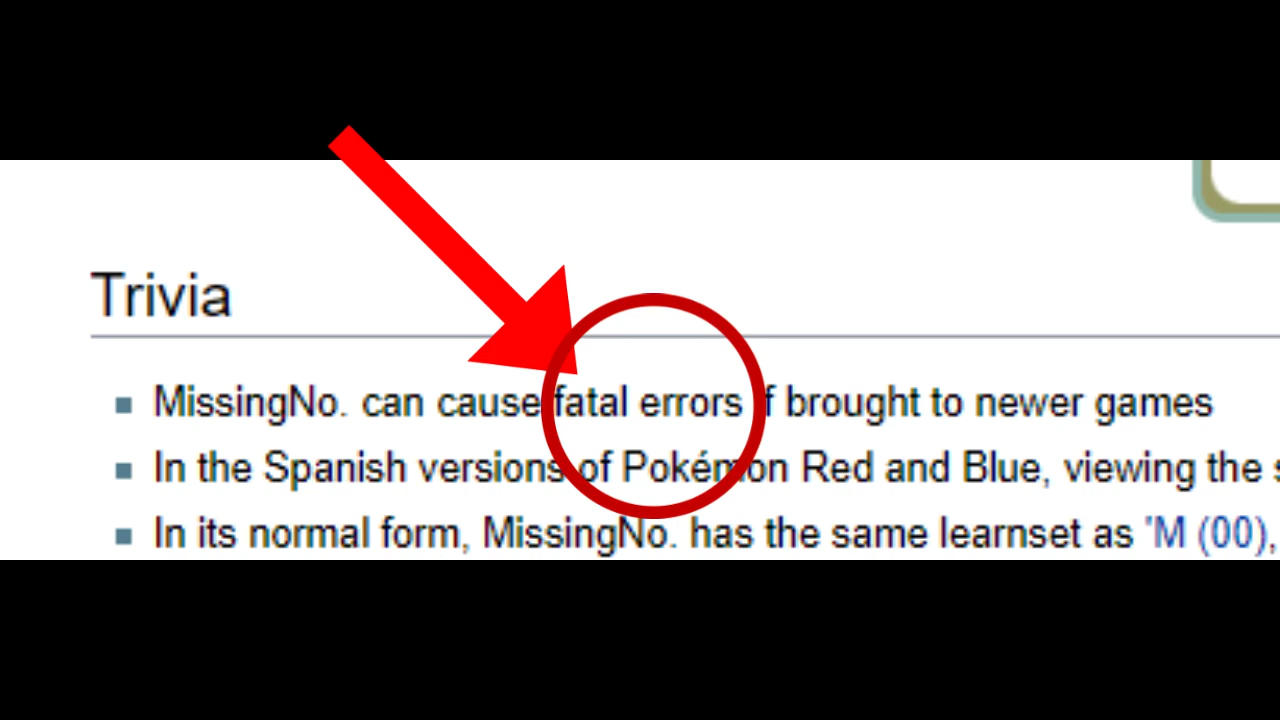 Trivia
MissingNo. can cause fatal errors if brought to newer games
In the Spanish versions of Pokémon Red and Blue, viewing the
In its normal form, MissingNo. has the same learnset as 'M (00),